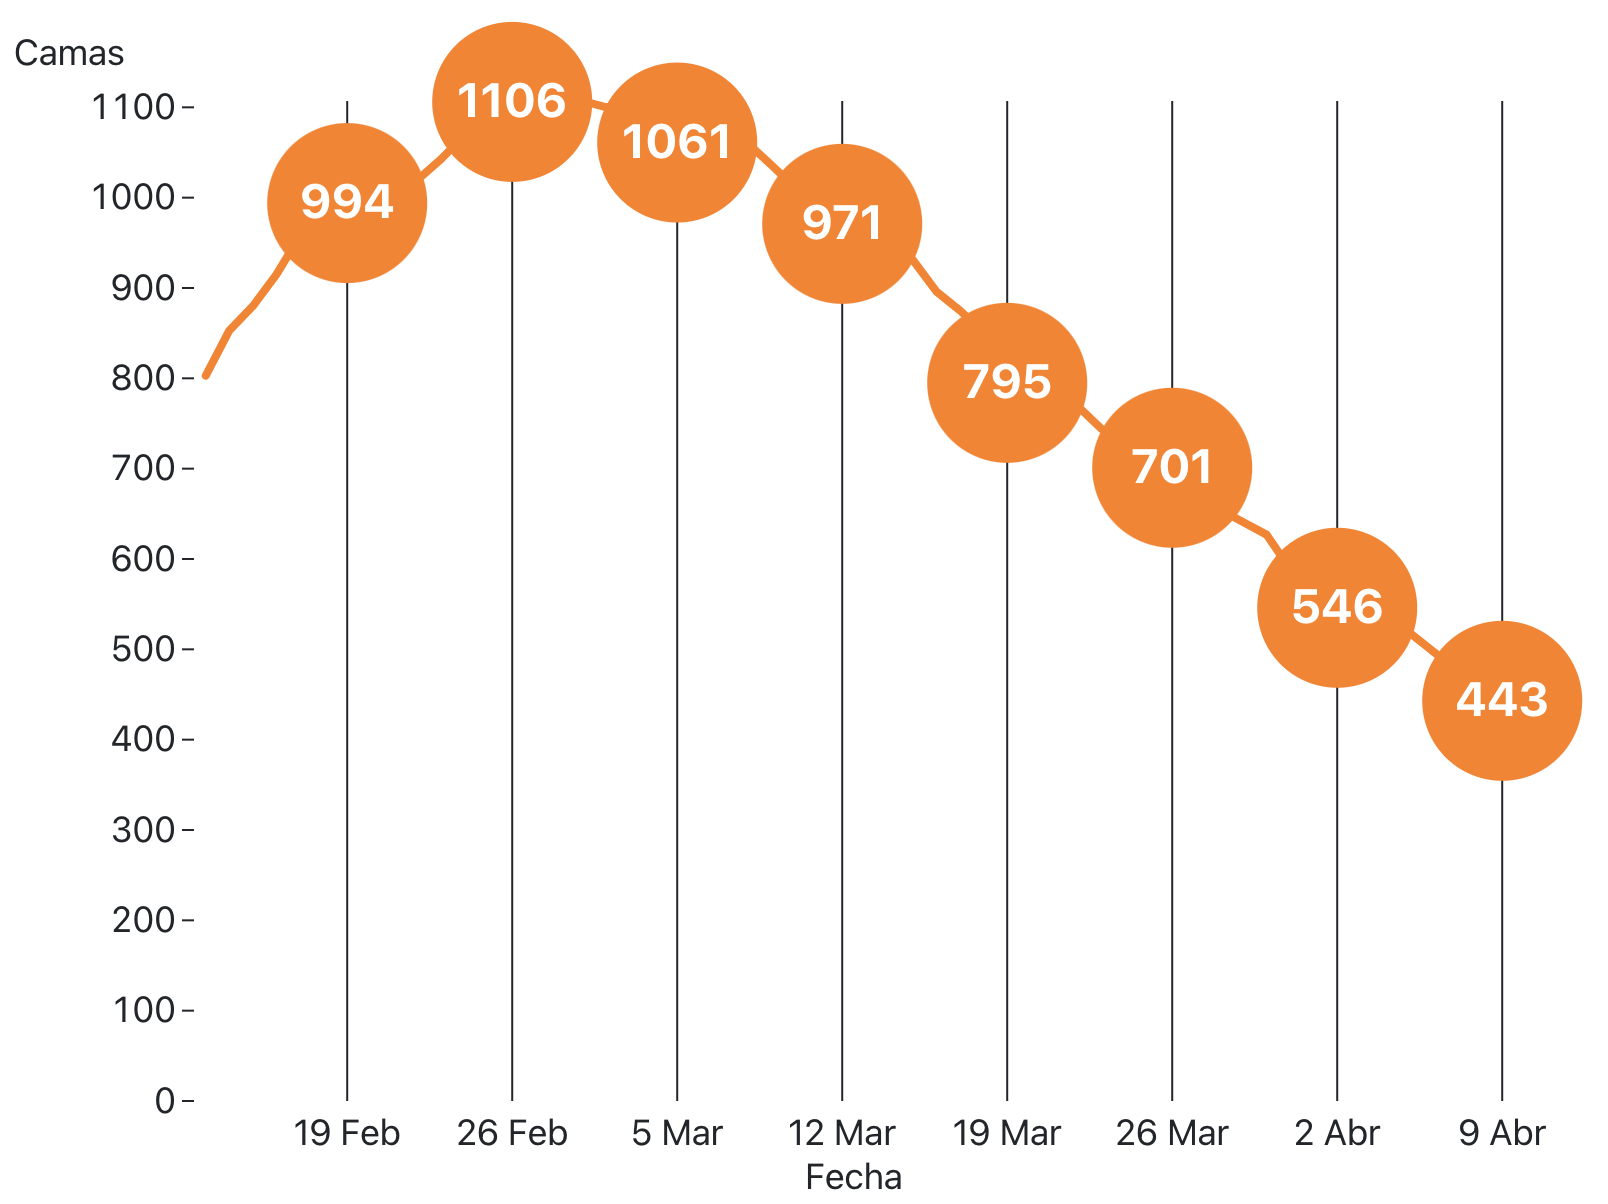 Camas
1100
1000
900
800
700
600
500
400
300
200
100
0
994
1106
1061
971
795
701
546
443
19 Feb
26 Feb
5 Mar
12 Mar
19 Mar
26 Mar
2 Abr
9 Abr
Fecha